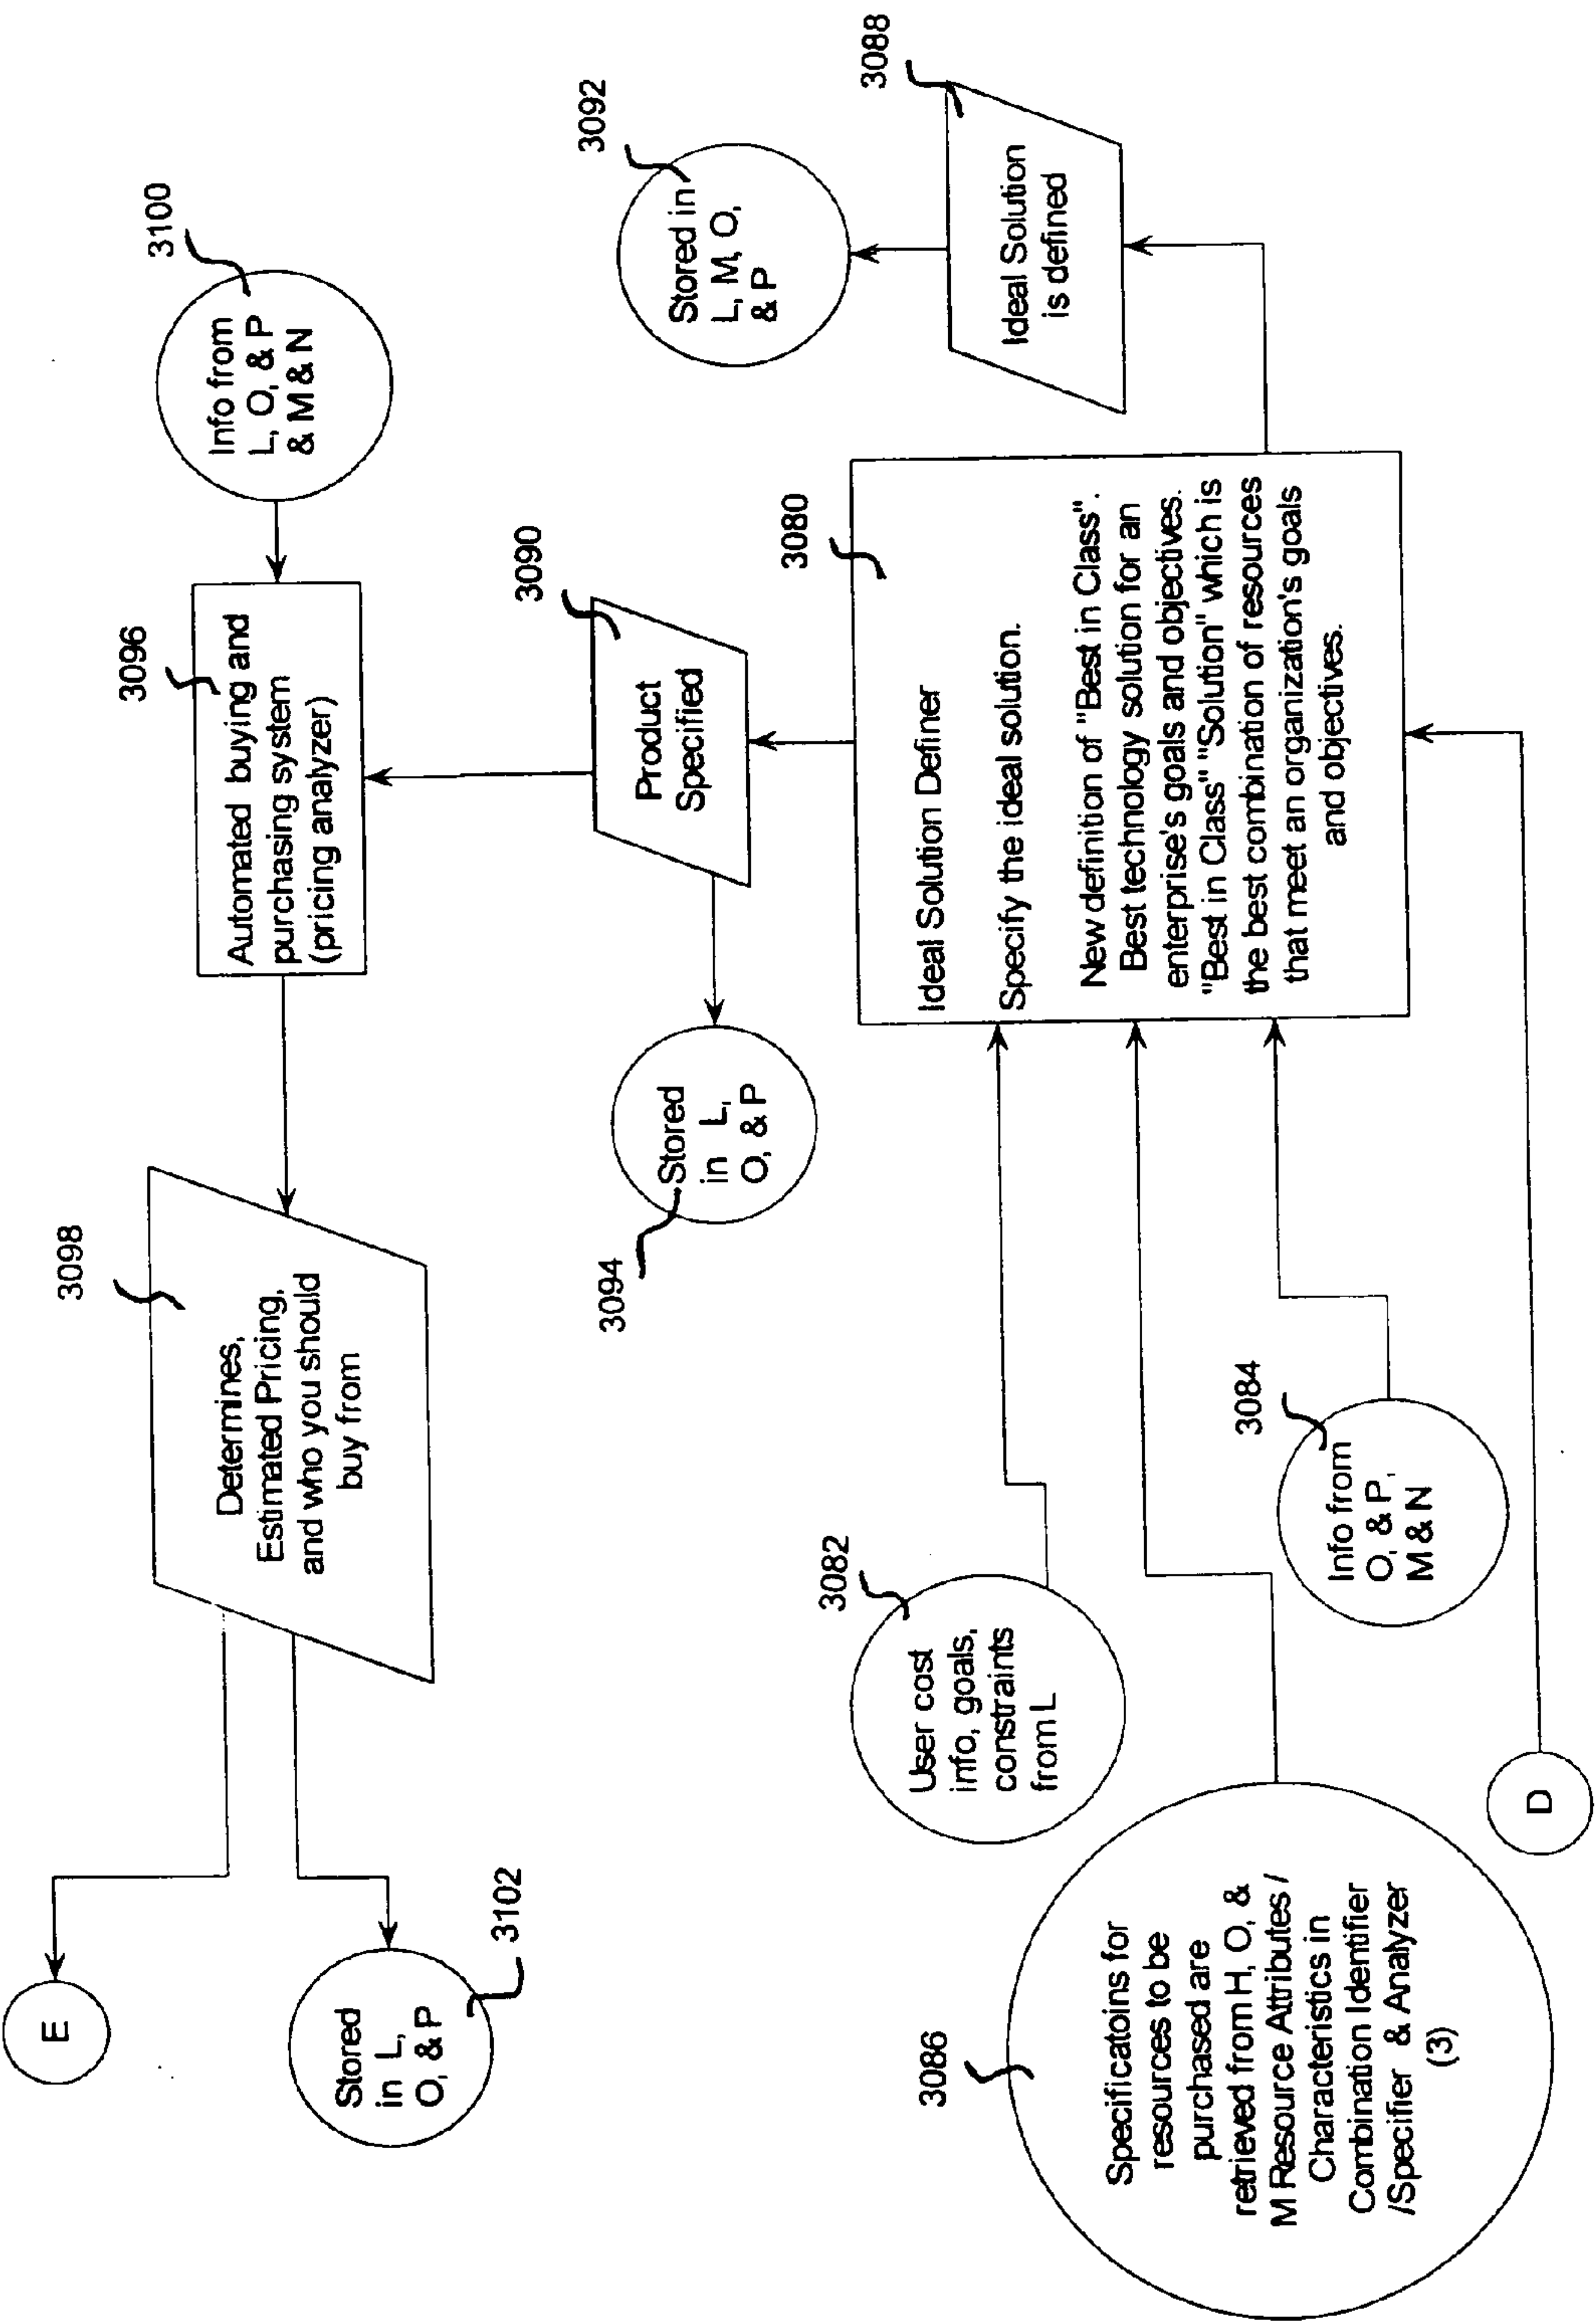 E
3098
Determines,
Estimated Pricing,
and who you should
buy from
3096
Automated buying and
purchasing system
(pricing analyzer)
3100
Info from
L, O, & P
& M & N
Stored
in L,
O, & P
3102
3094
Stored
in L,
O, & P
3090
Product
Specified
3092
Stored in
L, M, O,
& P
3088
Ideal Solution
is defined
3080
Ideal Solution Definer
Specify the ideal solution.
New definition of "Best in Class".
Best technology solution for an
enterprise's goals and objectives.
"Best in Class" "Solution" which is
the best combination of resources
that meet an organization's goals
and objectives.
3082
User cost
info, goals,
constraints
from L
3086
Specificatoins for
resources to be
purchased are
retrieved from H, O, &
M Resource Attributes /
Characteristics in
Combination Identifier
/Specifier & Analyzer
(3)
3084
Info from
O, & P,
M & N
D